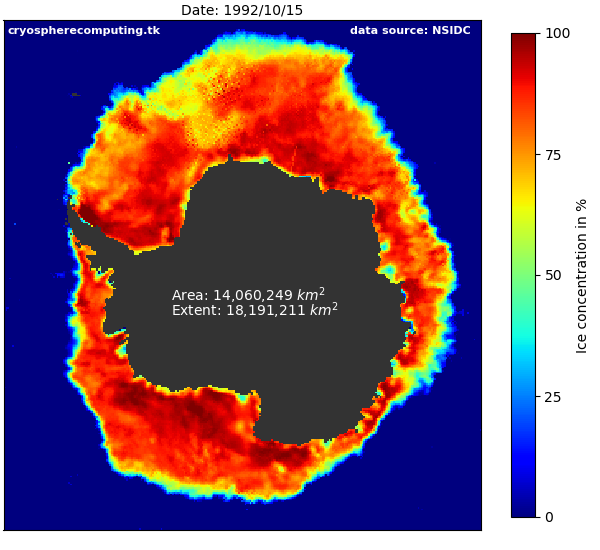 Date: 1992/10/15
cryospherecomputing.tk
data source: NSIDC
Area: 14,060,249 km²
Extent: 18,191,211 km²
100
75
50
25
0
Ice concentration in %